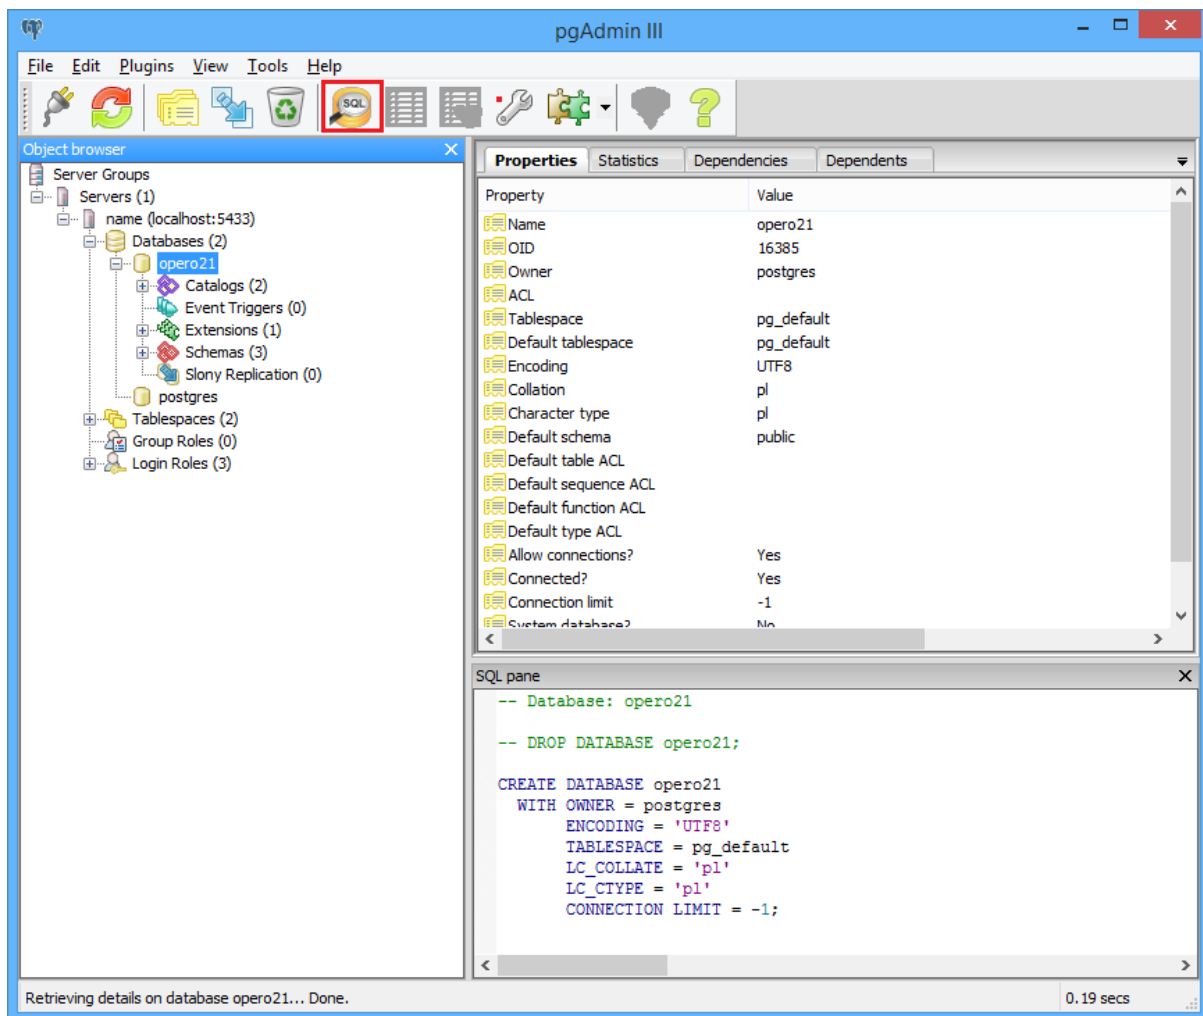 pgAdmin III
File Edit Plugins View Tools Help
SQL
Object browser
Server Groups
Servers (1)
name (localhost:5433)
Databases (2)
opero21
Catalogs (2)
Event Triggers (0)
Extensions (1)
Schemas (3)
Slony Replication (0)
postgres
Tablespaces (2)
Group Roles (0)
Login Roles (3)
Properties Statistics Dependencies Dependents
Property Value
Name opero21
OID 16385
Owner postgres
ACL
Tablespace pg_default
Default tablespace pg_default
Encoding UTF8
Collation pl
Character type pl
Default schema public
Default table ACL
Default sequence ACL
Default function ACL
Default type ACL
Allow connections? Yes
Connected? Yes
Connection limit -1
System database? No
SQL pane
-- Database: opero21
-- DROP DATABASE opero21;
CREATE DATABASE opero21
WITH OWNER = postgres
ENCODING = 'UTF8'
TABLESPACE = pg_default
LC_COLLATE = 'pl'
LC_CTYPE = 'pl'
CONNECTION LIMIT = -1;
Retrieving details on database opero21... Done. 0.19 secs